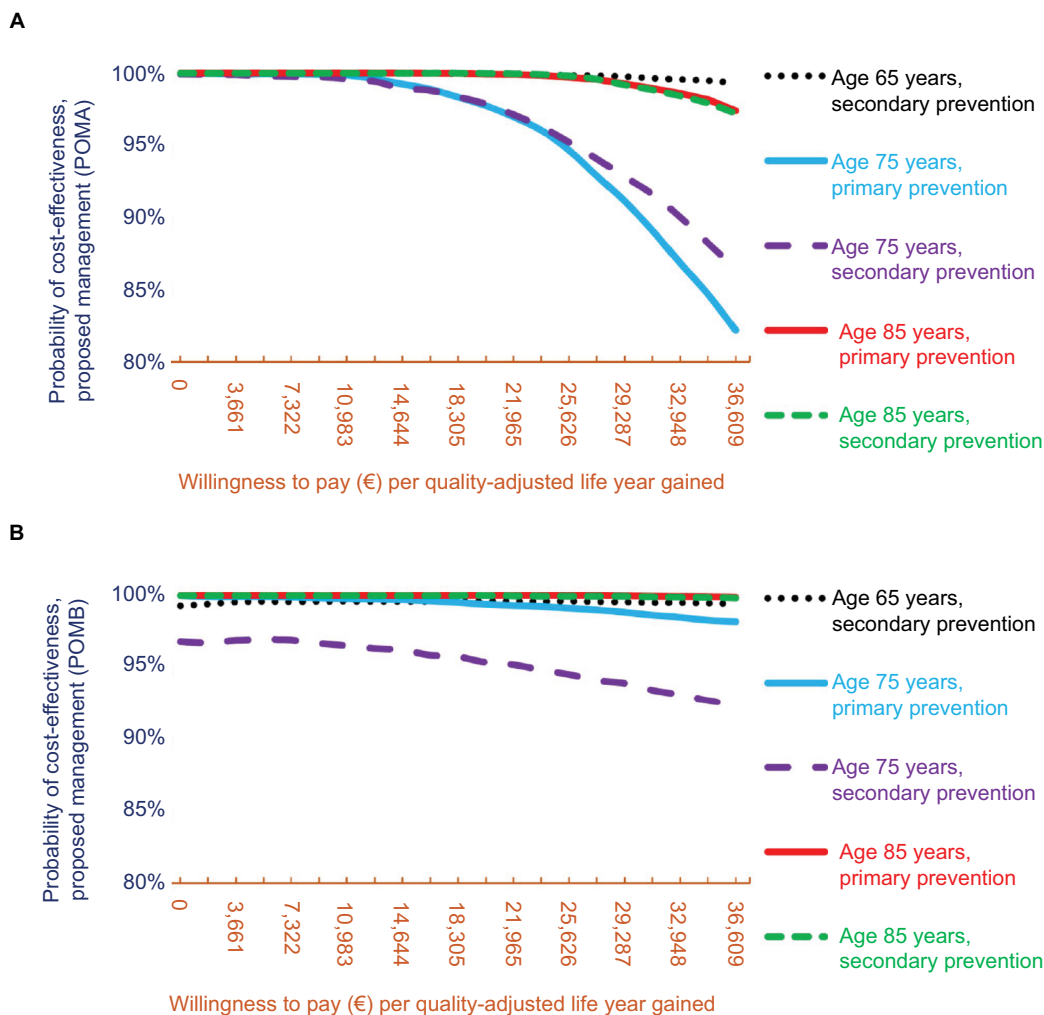 A
Probability of cost-effectiveness,
proposed management (POMA)
100%
95%
90%
85%
80%
0
3,661
7,322
10,983
14,644
18,305
21,965
25,626
29,287
32,948
36,609
Willingness to pay (€) per quality-adjusted life year gained
Age 65 years,
secondary prevention
Age 75 years,
primary prevention
Age 75 years,
secondary prevention
Age 85 years,
primary prevention
Age 85 years,
secondary prevention
B
Probability of cost-effectiveness,
proposed management (POMB)
100%
95%
90%
85%
80%
0
3,661
7,322
10,983
14,644
18,305
21,965
25,626
29,287
32,948
36,609
Willingness to pay (€) per quality-adjusted life year gained
Age 65 years,
secondary prevention
Age 75 years,
primary prevention
Age 75 years,
secondary prevention
Age 85 years,
primary prevention
Age 85 years,
secondary prevention